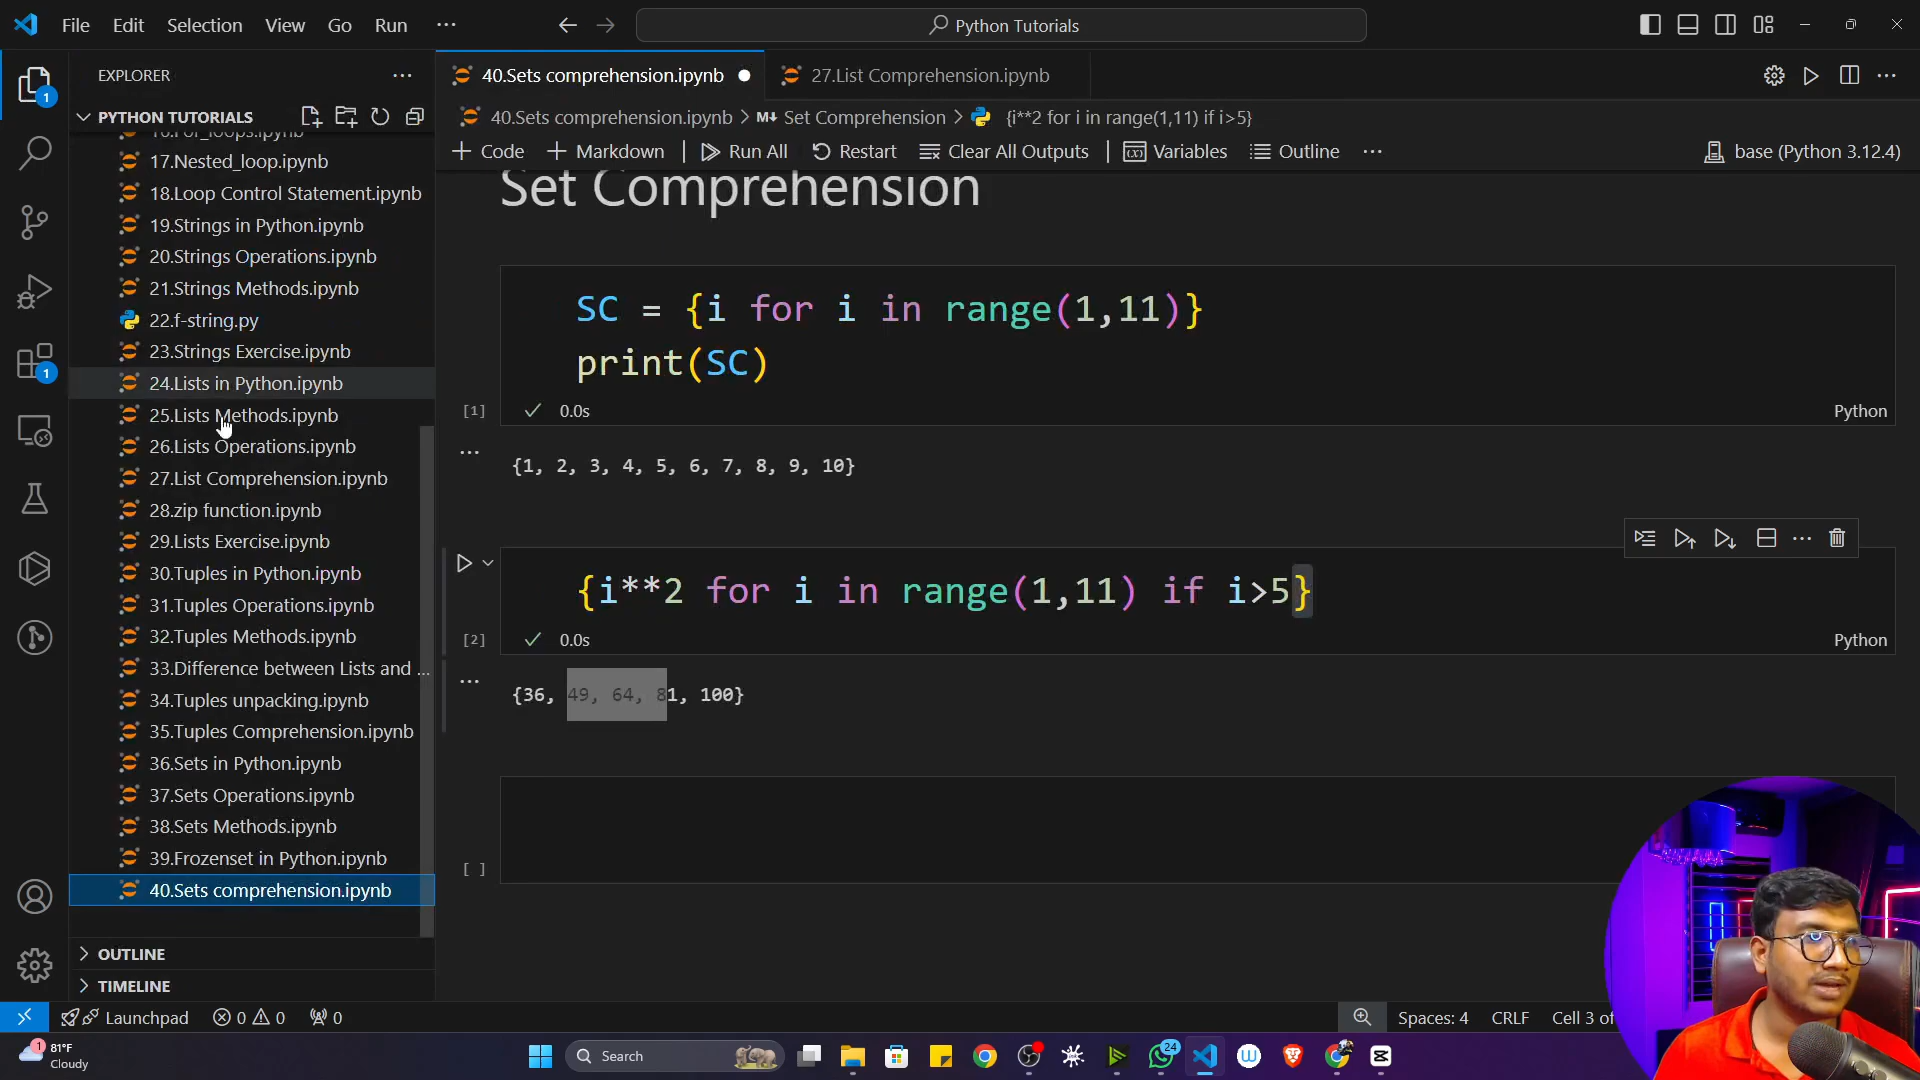 File Edit Selection View Go Run ···
Python Tutorials
EXPLORER
PYTHON TUTORIALS
16.For_loops.ipynb
17.Nested_loop.ipynb
18.Loop Control Statement.ipynb
19.Strings in Python.ipynb
20.Strings Operations.ipynb
21.Strings Methods.ipynb
22.f-string.py
23.Strings Exercise.ipynb
24.Lists in Python.ipynb
25.Lists Methods.ipynb
26.Lists Operations.ipynb
27.List Comprehension.ipynb
28.zip function.ipynb
29.Lists Exercise.ipynb
30.Tuples in Python.ipynb
31.Tuples Operations.ipynb
32.Tuples Methods.ipynb
33.Difference between Lists and ...
34.Tuples unpacking.ipynb
35.Tuples Comprehension.ipynb
36.Sets in Python.ipynb
37.Sets Operations.ipynb
38.Sets Methods.ipynb
39.Frozenset in Python.ipynb
40.Sets comprehension.ipynb
OUTLINE
TIMELINE
1
1
40.Sets comprehension.ipynb 27.List Comprehension.ipynb
40.Sets comprehension.ipynb > M↓ Set Comprehension > {i**2 for i in range(1,11) if i>5}
+ Code + Markdown | Run All Restart Clear All Outputs | Variables Outline ··· base (Python 3.12.4)
Set Comprehension
SC = {i for i in range(1,11)}
print(SC)
[1] ✓ 0.0s Python
{1, 2, 3, 4, 5, 6, 7, 8, 9, 10}
{i**2 for i in range(1,11) if i>5}
[2] ✓ 0.0s Python
{36, 49, 64, 81, 100}
[ ]
Launchpad 0 0 0 Spaces: 4 CRLF Cell 3 of
1
81°F
Cloudy
Search
24